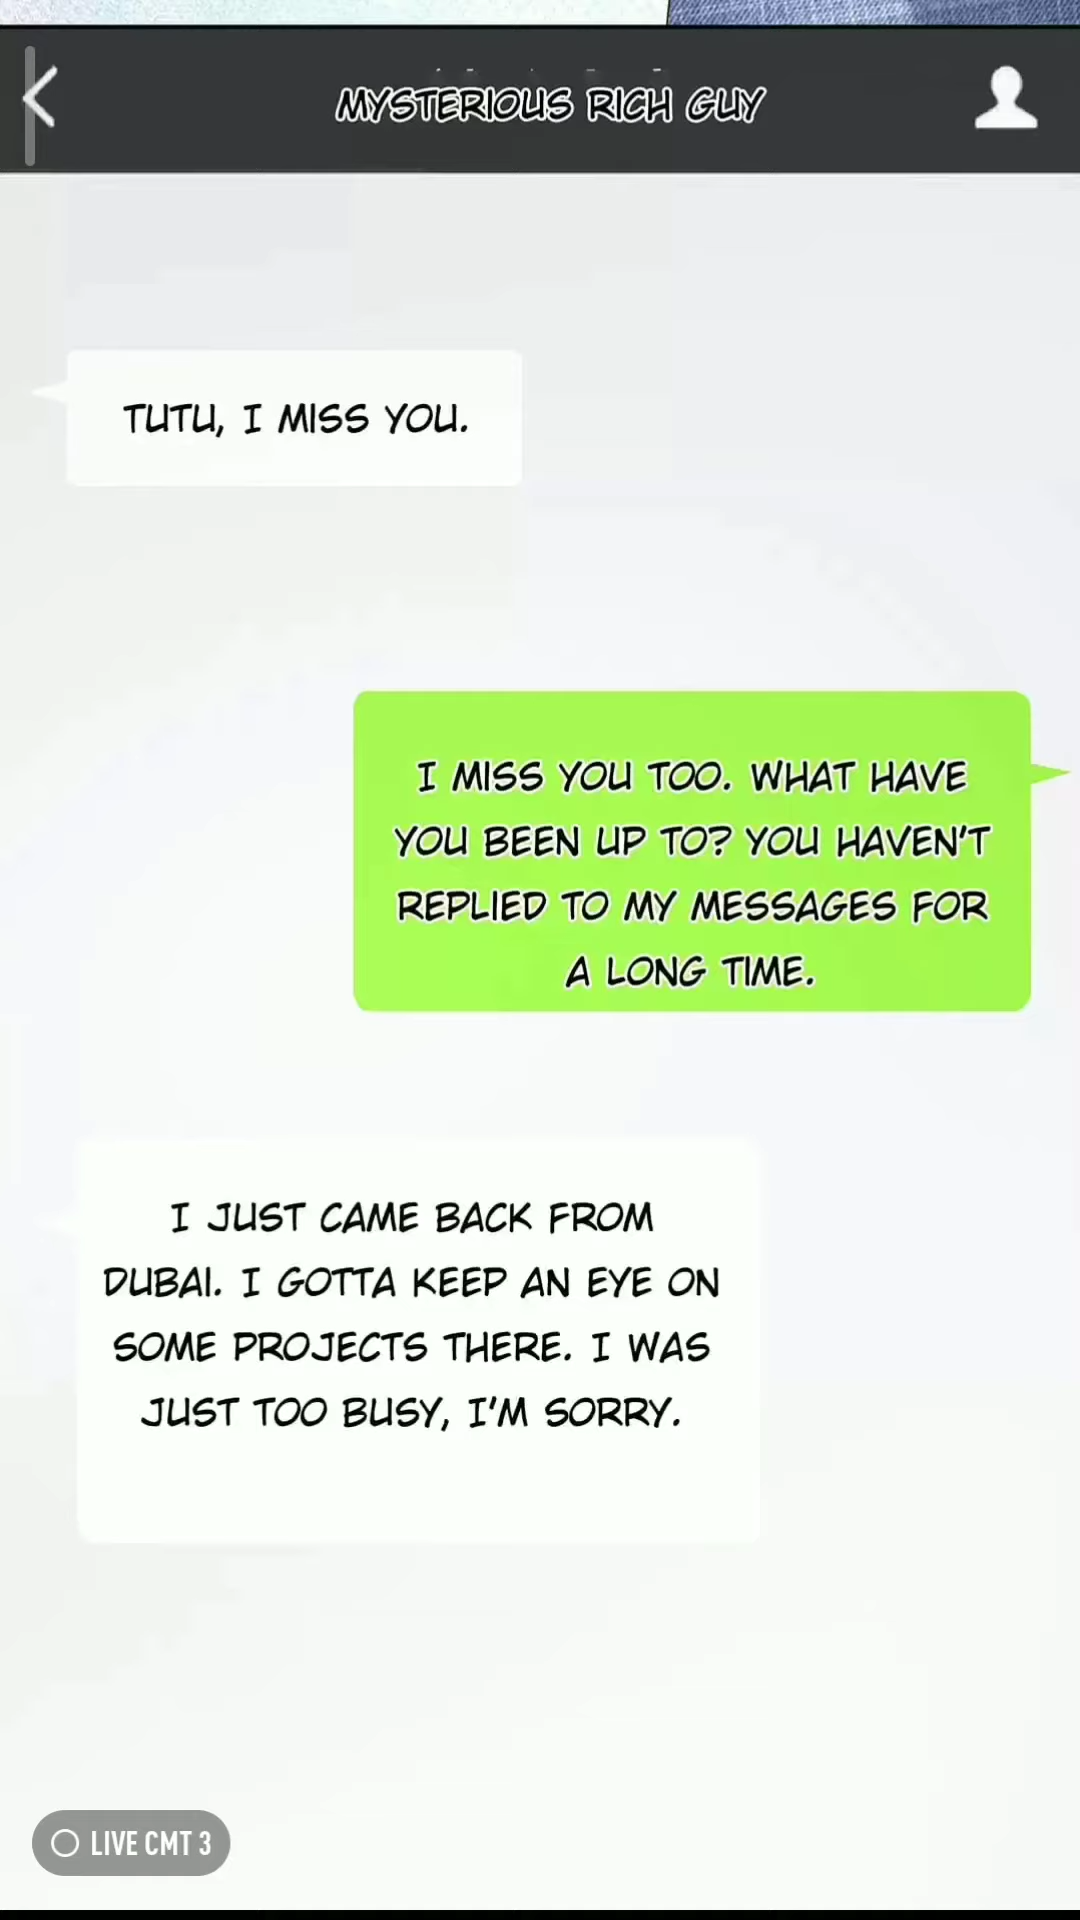 MYSTERIOUS RICH GUY
TUTU, I MISS YOU.
I MISS YOU TOO. WHAT HAVE
YOU BEEN UP TO? YOU HAVEN'T
REPLIED TO MY MESSAGES FOR
A LONG TIME.
I JUST CAME BACK FROM
DUBAI. I GOTTA KEEP AN EYE ON
SOME PROJECTS THERE. I WAS
JUST TOO BUSY, I'M SORRY.
LIVE CMT 3